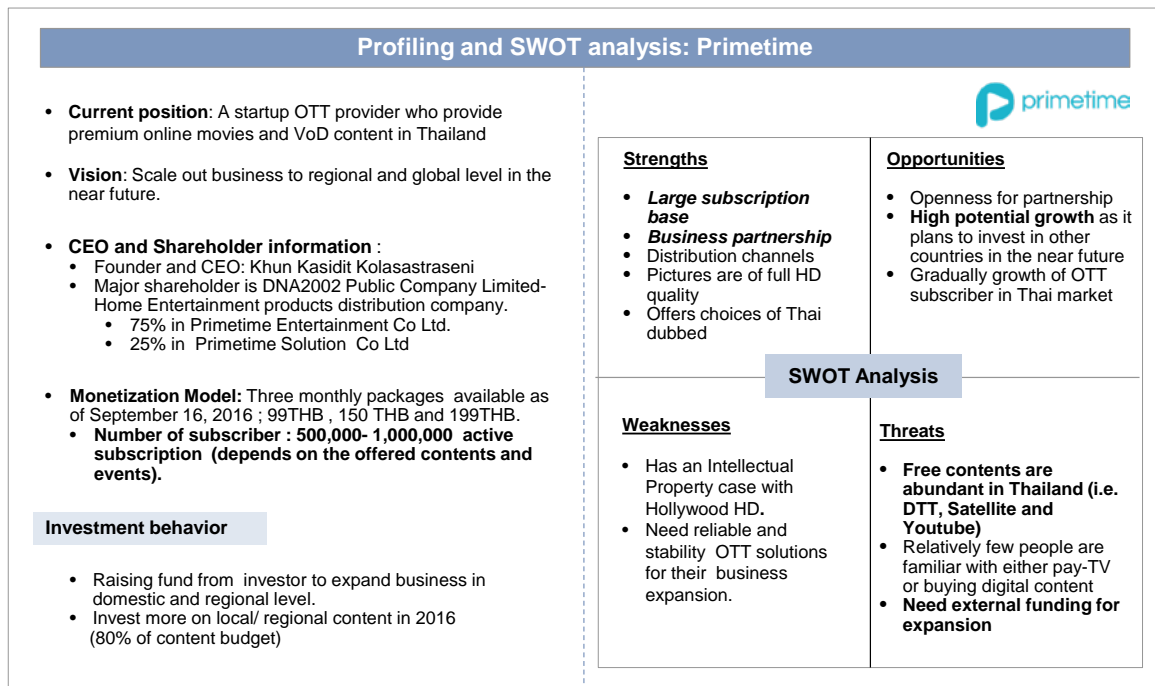 Profiling and SWOT analysis: Primetime
• Current position: A startup OTT provider who provide
premium online movies and VoD content in Thailand
• Vision: Scale out business to regional and global level in the
near future.
• CEO and Shareholder information :
• Founder and CEO: Khun Kasidit Kolasastraseni
• Major shareholder is DNA2002 Public Company Limited-
Home Entertainment products distribution company.
• 75% in Primetime Entertainment Co Ltd.
• 25% in Primetime Solution Co Ltd
• Monetization Model: Three monthly packages available as
of September 16, 2016 ; 99THB , 150 THB and 199THB.
• Number of subscriber : 500,000- 1,000,000 active
subscription (depends on the offered contents and
events).
Investment behavior
• Raising fund from investor to expand business in
domestic and regional level.
• Invest more on local/ regional content in 2016
(80% of content budget)
primetime
Strengths
• Large subscription
base
• Business partnership
• Distribution channels
• Pictures are of full HD
quality
• Offers choices of Thai
dubbed
Opportunities
• Openness for partnership
• High potential growth as it
plans to invest in other
countries in the near future
• Gradually growth of OTT
subscriber in Thai market
SWOT Analysis
Weaknesses
• Has an Intellectual
Property case with
Hollywood HD.
• Need reliable and
stability OTT solutions
for their business
expansion.
Threats
• Free contents are
abundant in Thailand (i.e.
DTT, Satellite and
Youtube)
• Relatively few people are
familiar with either pay-TV
or buying digital content
• Need external funding for
expansion